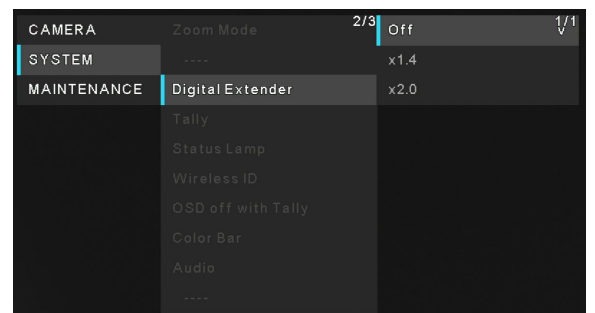 CAMERA
SYSTEM
MAINTENANCE
2/3
Zoom Mode
----
Digital Extender
Tally
Status Lamp
Wireless ID
OSD off with Tally
Color Bar
Audio
----
1/1
Off
x1.4
x2.0